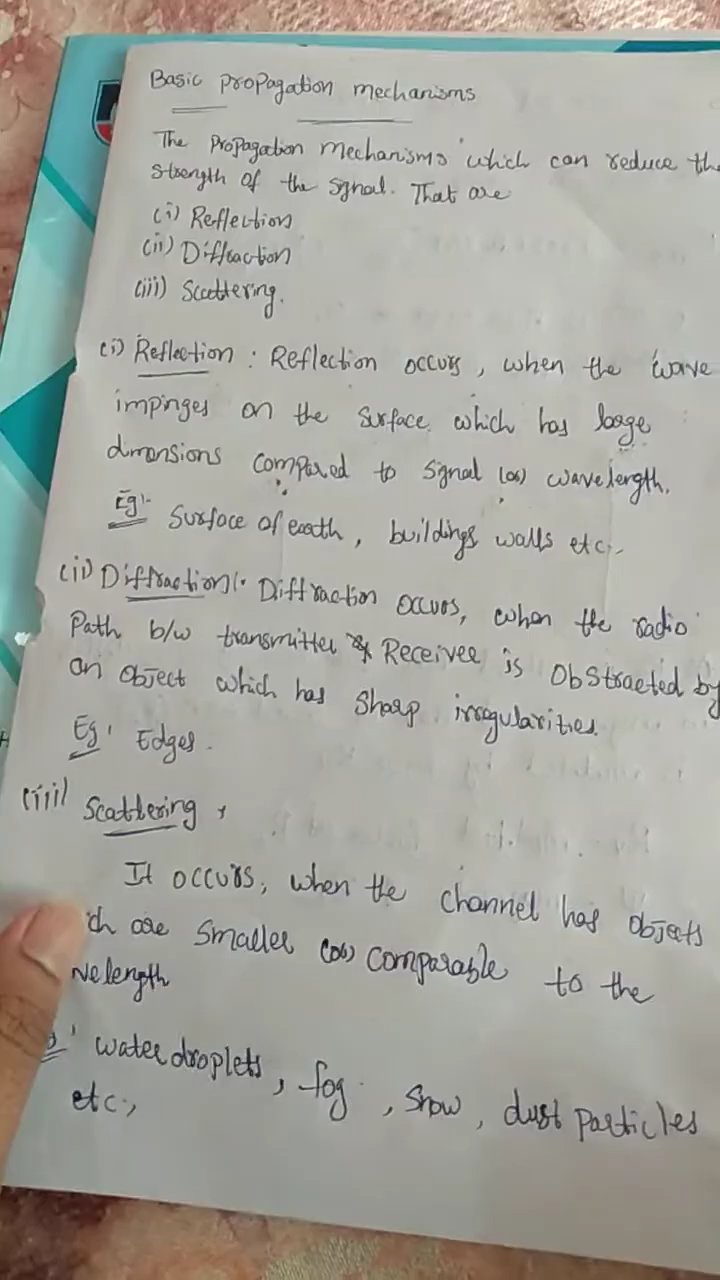 Basic propagation mechanisms
The propagation mechanisms which can reduce the
strength of the signal. That are
(i) Reflection
(ii) Diffraction
(iii) Scattering.
(i) Reflection : Reflection occurs, when the wave
impinges on the surface which has large
dimensions compared to signal (or) wavelength.
Eg:- Surface of earth, buildings walls etc.,
(ii) Diffraction:- Diffraction occurs, when the radio
Path b/w transmitter & Receiver is Obstracted by
an Object which has sharp irregularities.
Eg: Edges.
(iii) Scattering,
It occurs, when the channel has Objects
ch are smaller (or) comparable to the
velength
water droplets, fog, snow, dust particles
etc.,